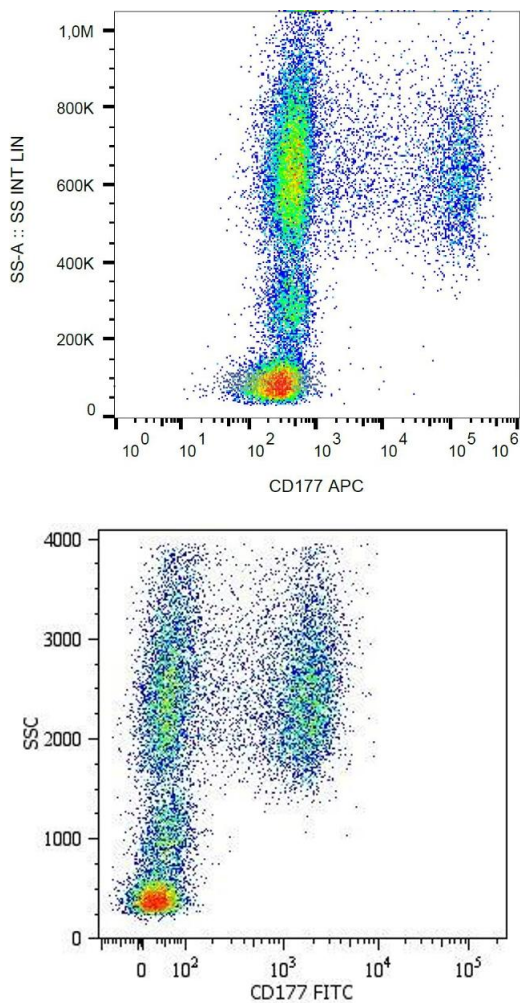 1,0M
800K
600K
400K
200K
0
SS-A :: SS INT LIN
10^0 10^1 10^2 10^3 10^4 10^5 10^6
CD177 APC
4000
3000
2000
1000
0
SSC
0 10^2 10^3 10^4 10^5
CD177 FITC